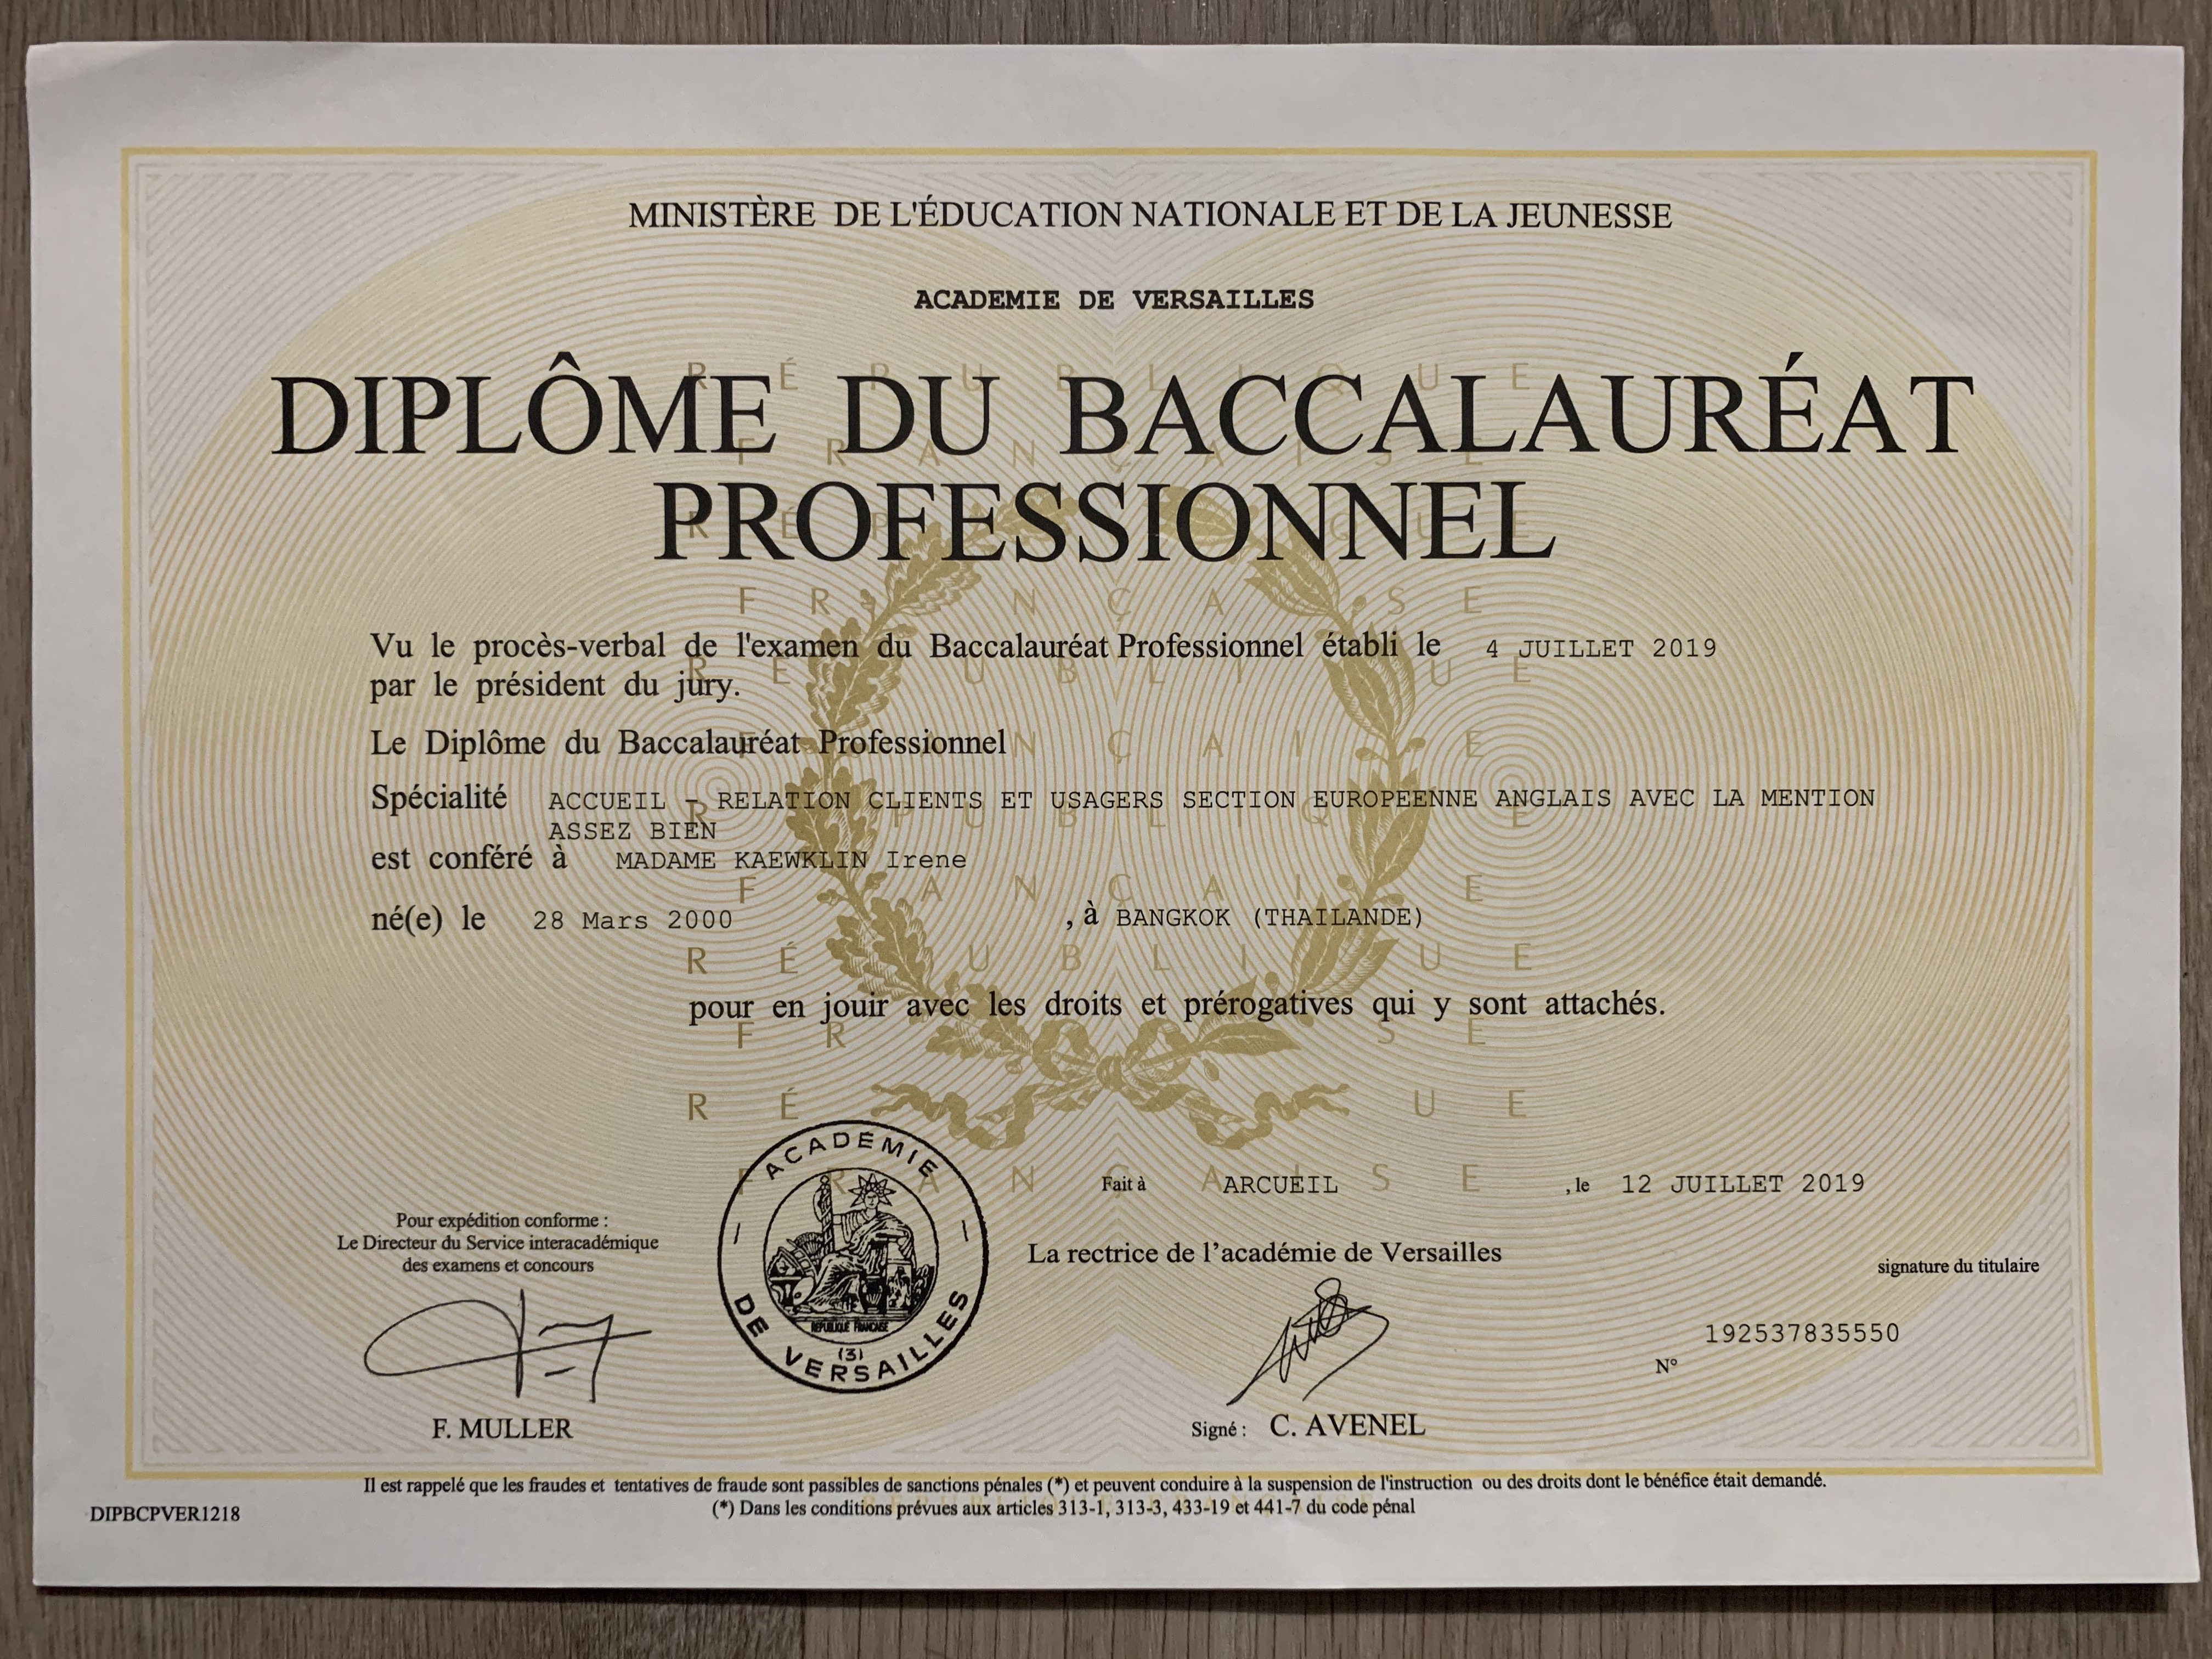 MINISTÈRE DE L'ÉDUCATION NATIONALE ET DE LA JEUNESSE
ACADEMIE DE VERSAILLES
DIPLÔME DU BACCALAURÉAT
PROFESSIONNEL
Vu le procès-verbal de l'examen du Baccalauréat Professionnel établi le 4 JUILLET 2019
par le président du jury.
Le Diplôme du Baccalauréat Professionnel
Spécialité ACCUEIL - RELATION CLIENTS ET USAGERS SECTION EUROPEENNE ANGLAIS AVEC LA MENTION
ASSEZ BIEN
est conféré à MADAME KAEWKLIN Irene
né(e) le 28 Mars 2000 , à BANGKOK (THAILANDE)
pour en jouir avec les droits et prérogatives qui y sont attachés.
Fait à ARCUEIL , le 12 JUILLET 2019
Pour expédition conforme :
Le Directeur du Service interacadémique
des examens et concours
F. MULLER
ACADÉMIE
DE VERSAILLES
RÉPUBLIQUE FRANÇAISE
(3)
La rectrice de l'académie de Versailles
Signé : C. AVENEL
signature du titulaire
192537835550
N°
Il est rappelé que les fraudes et tentatives de fraude sont passibles de sanctions pénales (*) et peuvent conduire à la suspension de l'instruction ou des droits dont le bénéfice était demandé.
(*) Dans les conditions prévues aux articles 313-1, 313-3, 433-19 et 441-7 du code pénal
DIPBCPVER1218